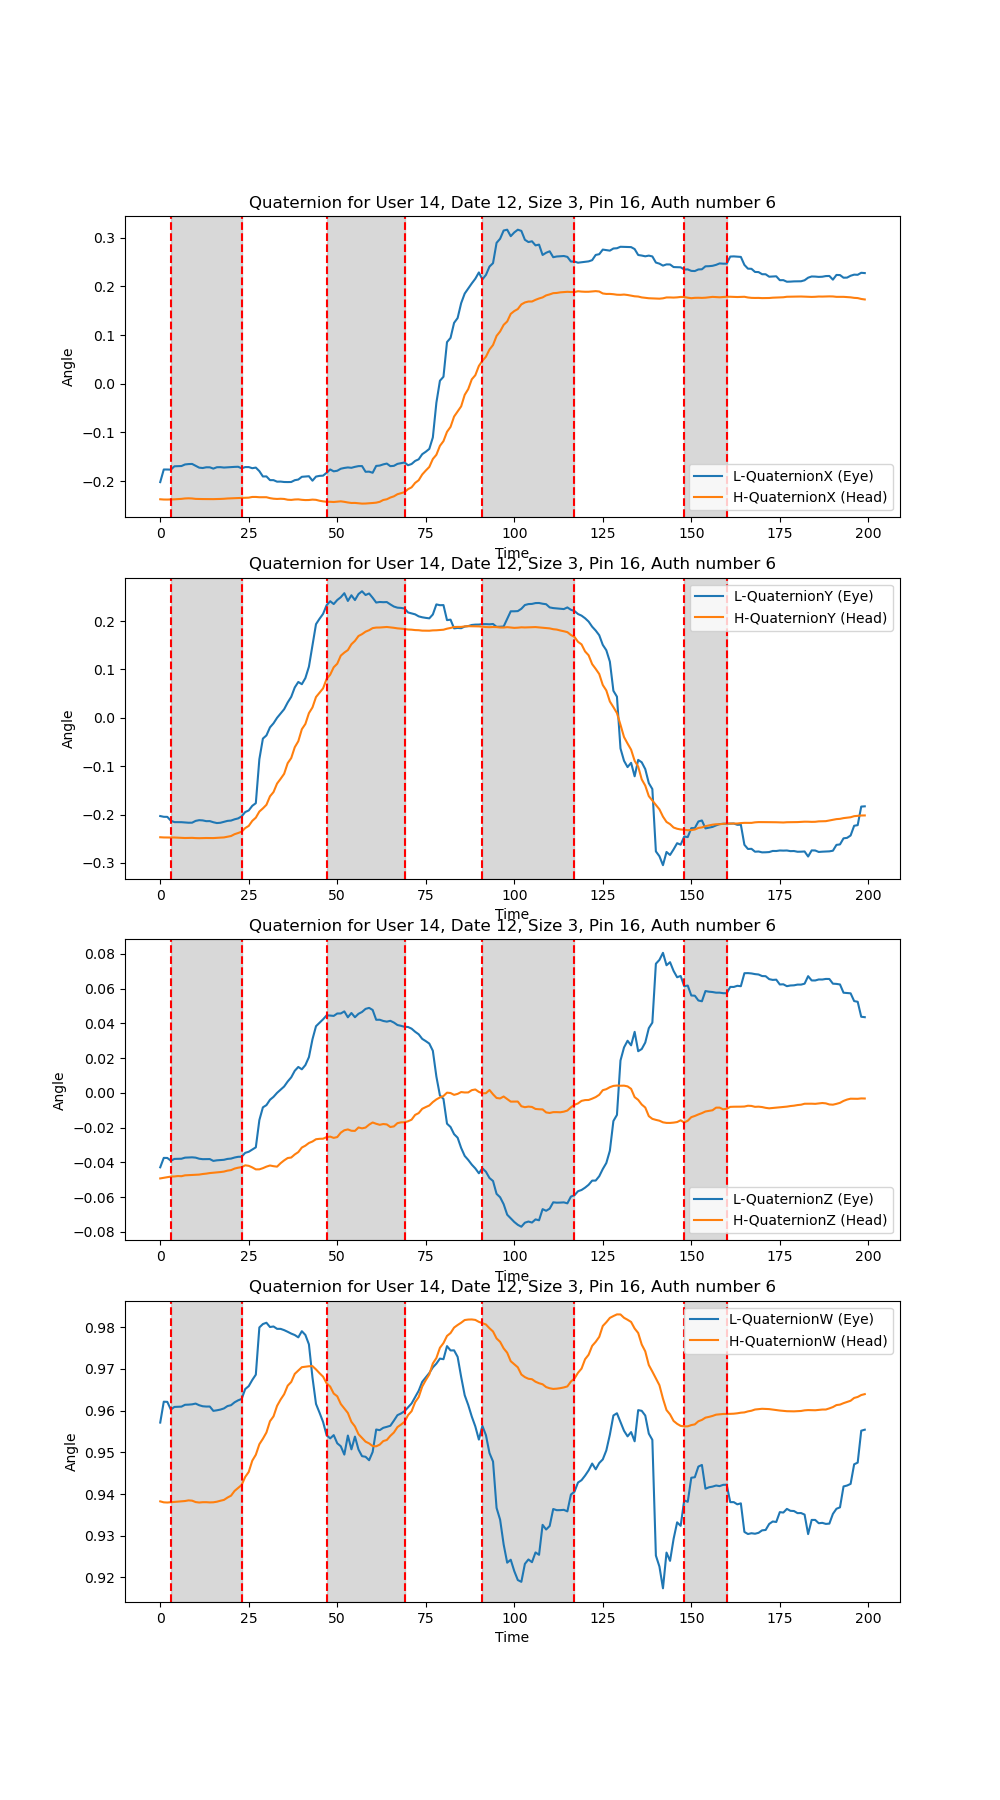 Quaternion for User 14, Date 12, Size 3, Pin 16, Auth number 6
0.3
0.2
0.1
0.0
−0.1
−0.2
Angle
L-QuaternionX (Eye)
H-QuaternionX (Head)
0 25 50 75 100 125 150 175 200
Time
Quaternion for User 14, Date 12, Size 3, Pin 16, Auth number 6
0.2
0.1
0.0
−0.1
−0.2
−0.3
Angle
L-QuaternionY (Eye)
H-QuaternionY (Head)
0 25 50 75 100 125 150 175 200
Time
Quaternion for User 14, Date 12, Size 3, Pin 16, Auth number 6
0.08
0.06
0.04
0.02
0.00
−0.02
−0.04
−0.06
−0.08
Angle
L-QuaternionZ (Eye)
H-QuaternionZ (Head)
0 25 50 75 100 125 150 175 200
Time
Quaternion for User 14, Date 12, Size 3, Pin 16, Auth number 6
0.98
0.97
0.96
0.95
0.94
0.93
0.92
Angle
L-QuaternionW (Eye)
H-QuaternionW (Head)
0 25 50 75 100 125 150 175 200
Time